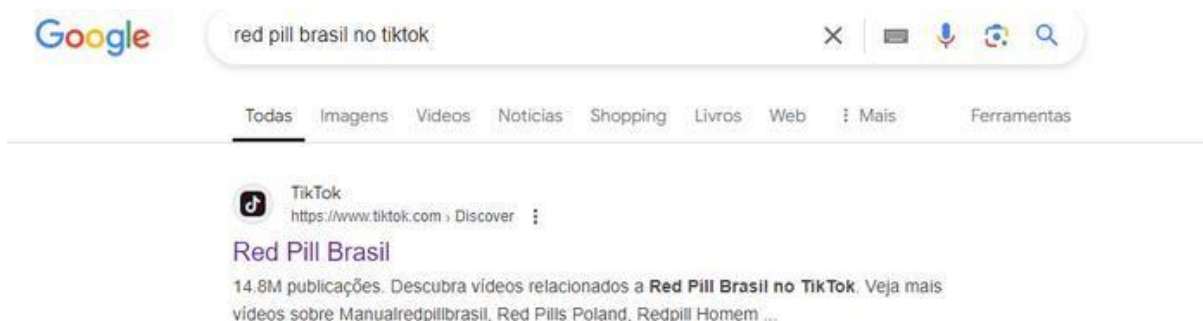 Google red pill brasil no tiktok
Todas Imagens Videos Notícias Shopping Livros Web Mais Ferramentas
TikTok
https://www.tiktok.com › Discover
Red Pill Brasil
14.8M publicações. Descubra vídeos relacionados a Red Pill Brasil no TikTok. Veja mais
vídeos sobre Manualredpillbrasil, Red Pills Poland, Redpill Homem ...